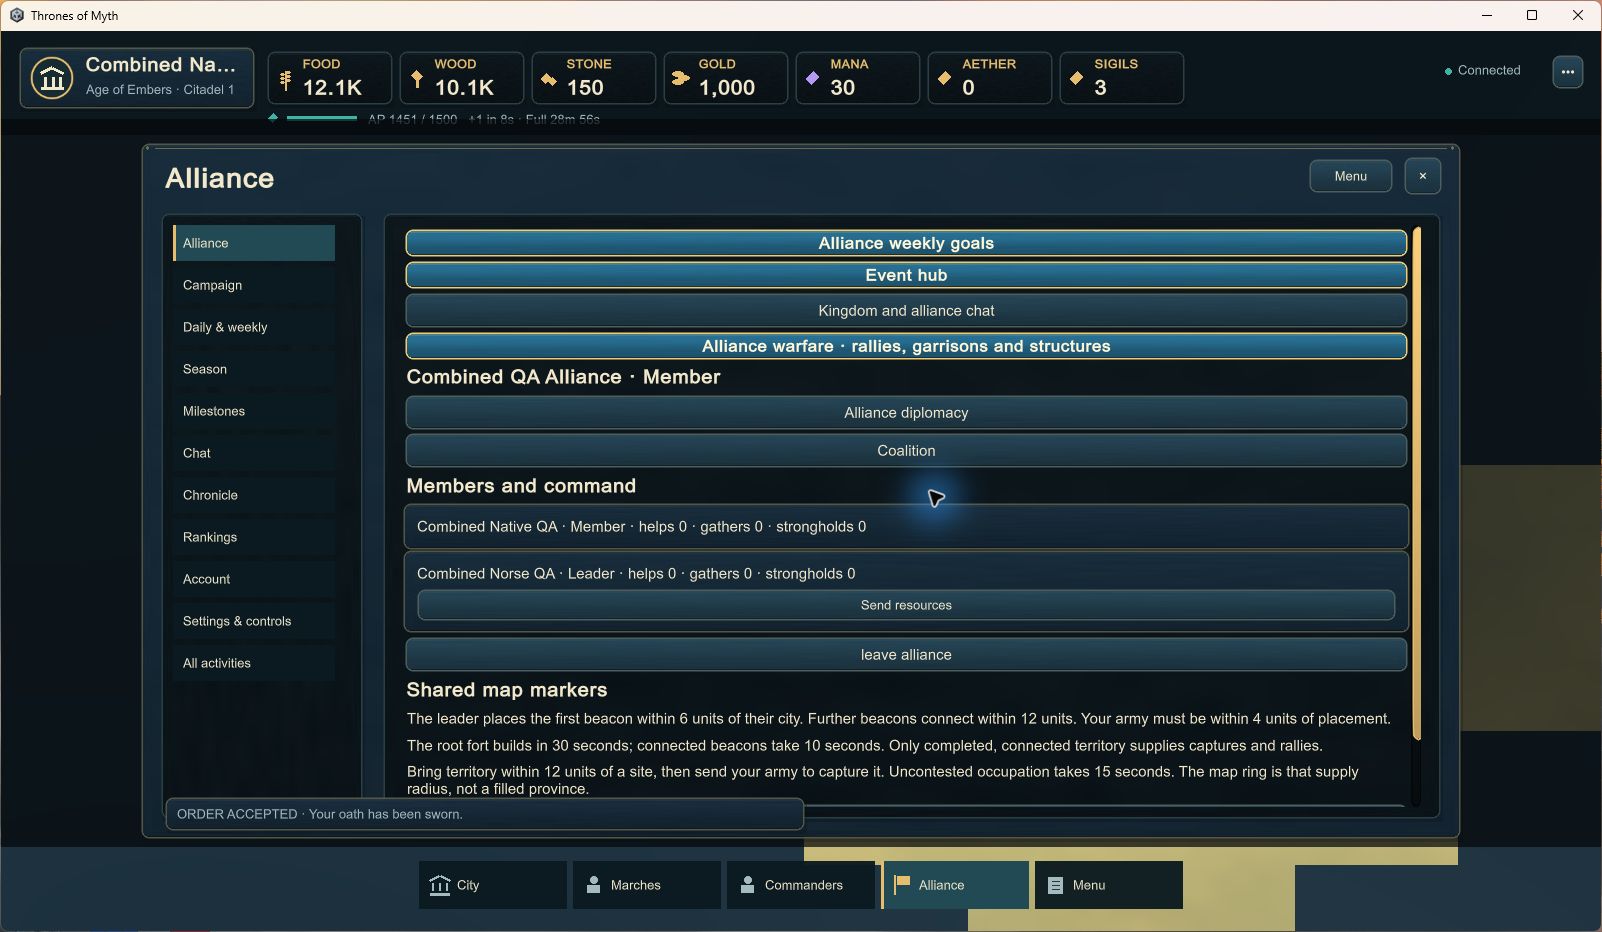 Thrones of Myth
Combined Na...
Age of Embers · Citadel 1
FOOD
12.1K
WOOD
10.1K
STONE
150
GOLD
1,000
MANA
30
AETHER
0
SIGILS
3
Connected
AP 1451 / 1500 +1 in 8s · Full 28m 56s
Alliance
Menu
Alliance
Campaign
Daily & weekly
Season
Milestones
Chat
Chronicle
Rankings
Account
Settings & controls
All activities
Alliance weekly goals
Event hub
Kingdom and alliance chat
Alliance warfare · rallies, garrisons and structures
Combined QA Alliance · Member
Alliance diplomacy
Coalition
Members and command
Combined Native QA · Member · helps 0 · gathers 0 · strongholds 0
Combined Norse QA · Leader · helps 0 · gathers 0 · strongholds 0
Send resources
leave alliance
Shared map markers
The leader places the first beacon within 6 units of their city. Further beacons connect within 12 units. Your army must be within 4 units of placement.
The root fort builds in 30 seconds; connected beacons take 10 seconds. Only completed, connected territory supplies captures and rallies.
Bring territory within 12 units of a site, then send your army to capture it. Uncontested occupation takes 15 seconds. The map ring is that supply
radius, not a filled province.
ORDER ACCEPTED · Your oath has been sworn.
City
Marches
Commanders
Alliance
Menu